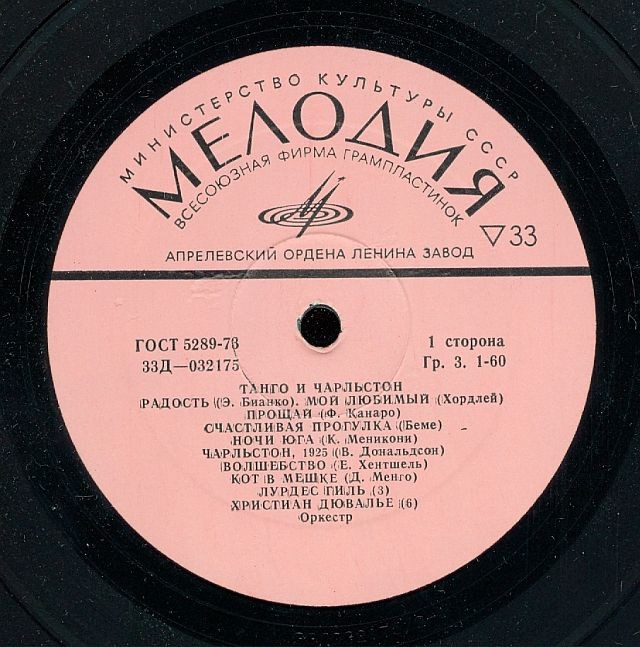 МИНИСТЕРСТВО КУЛЬТУРЫ СССР
МЕЛОДИЯ
ВСЕСОЮЗНАЯ ФИРМА ГРАМПЛАСТИНОК
33
АПРЕЛЕВСКИЙ ОРДЕНА ЛЕНИНА ЗАВОД
ГОСТ 5289-73 1 сторона
33Д—032175 Гр. 3. 1-60
ТАНГО И ЧАРЛЬСТОН
РАДОСТЬ (Э. Бианко). МОЙ ЛЮБИМЫЙ (Хордлей)
ПРОЩАЙ (Ф. Канаро)
СЧАСТЛИВАЯ ПРОГУЛКА (Беме)
НОЧИ ЮГА (К. Меникони)
ЧАРЛЬСТОН, 1925 (В. Дональдсон)
ВОЛШЕБСТВО (Е. Хентшель)
КОТ В МЕШКЕ (Д. Менго)
ЛУРДЕС ГИЛЬ (3)
ХРИСТИАН ДЮВАЛЬЕ (6)
Оркестр